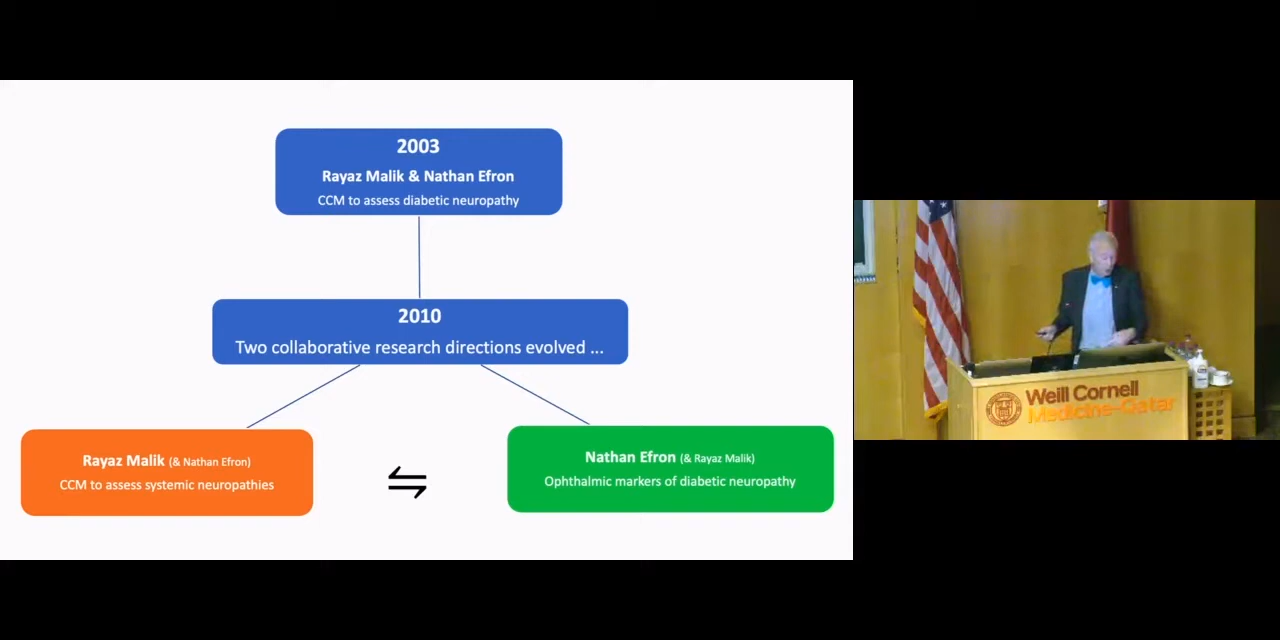 2003
Rayaz Malik & Nathan Efron
CCM to assess diabetic neuropathy
2010
Two collaborative research directions evolved ...
Rayaz Malik (& Nathan Efron)
CCM to assess systemic neuropathies
Nathan Efron (& Rayaz Malik)
Ophthalmic markers of diabetic neuropathy
Weill Cornell
Medicine-Qatar